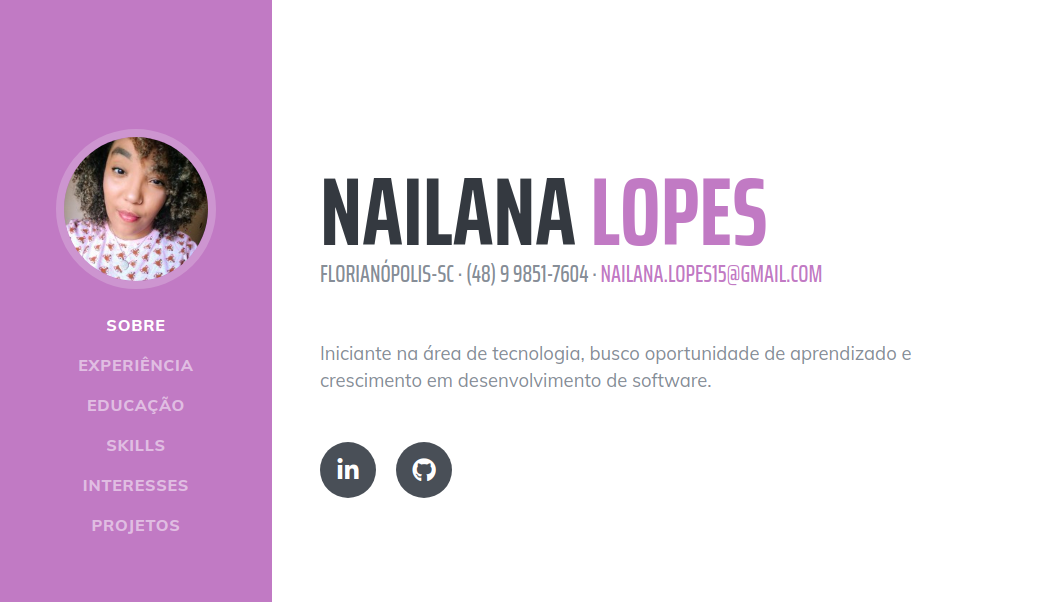 SOBRE
EXPERIÊNCIA
EDUCAÇÃO
SKILLS
INTERESSES
PROJETOS
NAILANA LOPES
FLORIANÓPOLIS-SC · (48) 9 9851-7604 · NAILANA.LOPES15@GMAIL.COM
Iniciante na área de tecnologia, busco oportunidade de aprendizado e
crescimento em desenvolvimento de software.
in